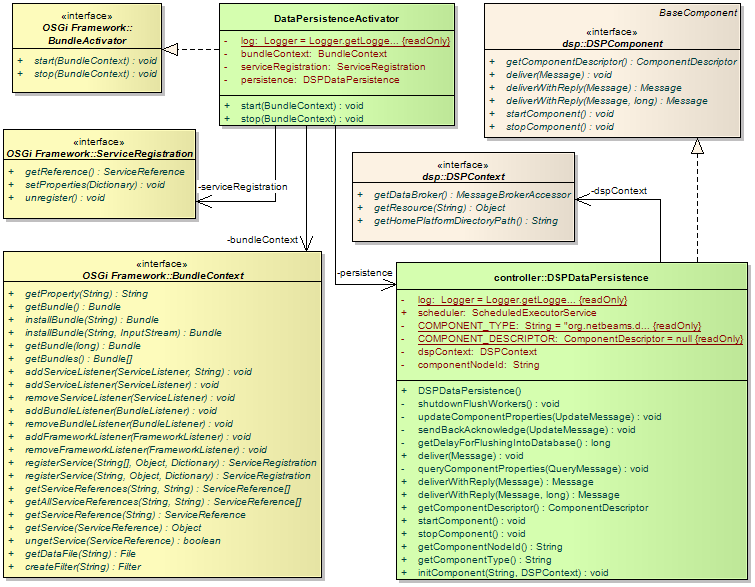 «interface»
OSGi Framework::
BundleActivator
+ start(BundleContext) : void
+ stop(BundleContext) : void
DataPersistenceActivator
- log: Logger = Logger.getLogge... {readOnly}
- bundleContext: BundleContext
- serviceRegistration: ServiceRegistration
- persistence: DSPDataPersistence
+ start(BundleContext) : void
+ stop(BundleContext) : void
BaseComponent
«interface»
dsp::DSPComponent
+ getComponentDescriptor() : ComponentDescriptor
+ deliver(Message) : void
+ deliverWithReply(Message) : Message
+ deliverWithReply(Message, long) : Message
+ startComponent() : void
+ stopComponent() : void
«interface»
OSGi Framework::ServiceRegistration
+ getReference() : ServiceReference
+ setProperties(Dictionary) : void
+ unregister() : void
-serviceRegistration
«interface»
dsp::DSPContext
+ getDataBroker() : MessageBrokerAccessor
+ getResource(String) : Object
+ getHomePlatformDirectoryPath() : String
-dspContext
-bundleContext
-persistence
«interface»
OSGi Framework::BundleContext
+ getProperty(String) : String
+ getBundle() : Bundle
+ installBundle(String) : Bundle
+ installBundle(String, InputStream) : Bundle
+ getBundle(long) : Bundle
+ getBundles() : Bundle[]
+ addServiceListener(ServiceListener, String) : void
+ addServiceListener(ServiceListener) : void
+ removeServiceListener(ServiceListener) : void
+ addBundleListener(BundleListener) : void
+ removeBundleListener(BundleListener) : void
+ addFrameworkListener(FrameworkListener) : void
+ removeFrameworkListener(FrameworkListener) : void
+ registerService(String[], Object, Dictionary) : ServiceRegistration
+ registerService(String, Object, Dictionary) : ServiceRegistration
+ getServiceReferences(String, String) : ServiceReference[]
+ getAllServiceReferences(String, String) : ServiceReference[]
+ getServiceReference(String) : ServiceReference
+ getService(ServiceReference) : Object
+ ungetService(ServiceReference) : boolean
+ getDataFile(String) : File
+ createFilter(String) : Filter
controller::DSPDataPersistence
- log: Logger = Logger.getLogge... {readOnly}
+ scheduler: ScheduledExecutorService
- COMPONENT_TYPE: String = "org.netbeams.d... {readOnly}
- COMPONENT_DESCRIPTOR: ComponentDescriptor = null {readOnly}
- dspContext: DSPContext
- componentNodeId: String
+ DSPDataPersistence()
- shutdownFlushWorkers() : void
- updateComponentProperties(UpdateMessage) : void
- sendBackAcknowledge(UpdateMessage) : void
- getDelayForFlushingIntoDatabase() : long
+ deliver(Message) : void
- queryComponentProperties(QueryMessage) : void
+ deliverWithReply(Message) : Message
+ deliverWithReply(Message, long) : Message
+ getComponentDescriptor() : ComponentDescriptor
+ startComponent() : void
+ stopComponent() : void
+ getComponentNodeId() : String
+ getComponentType() : String
+ initComponent(String, DSPContext) : void